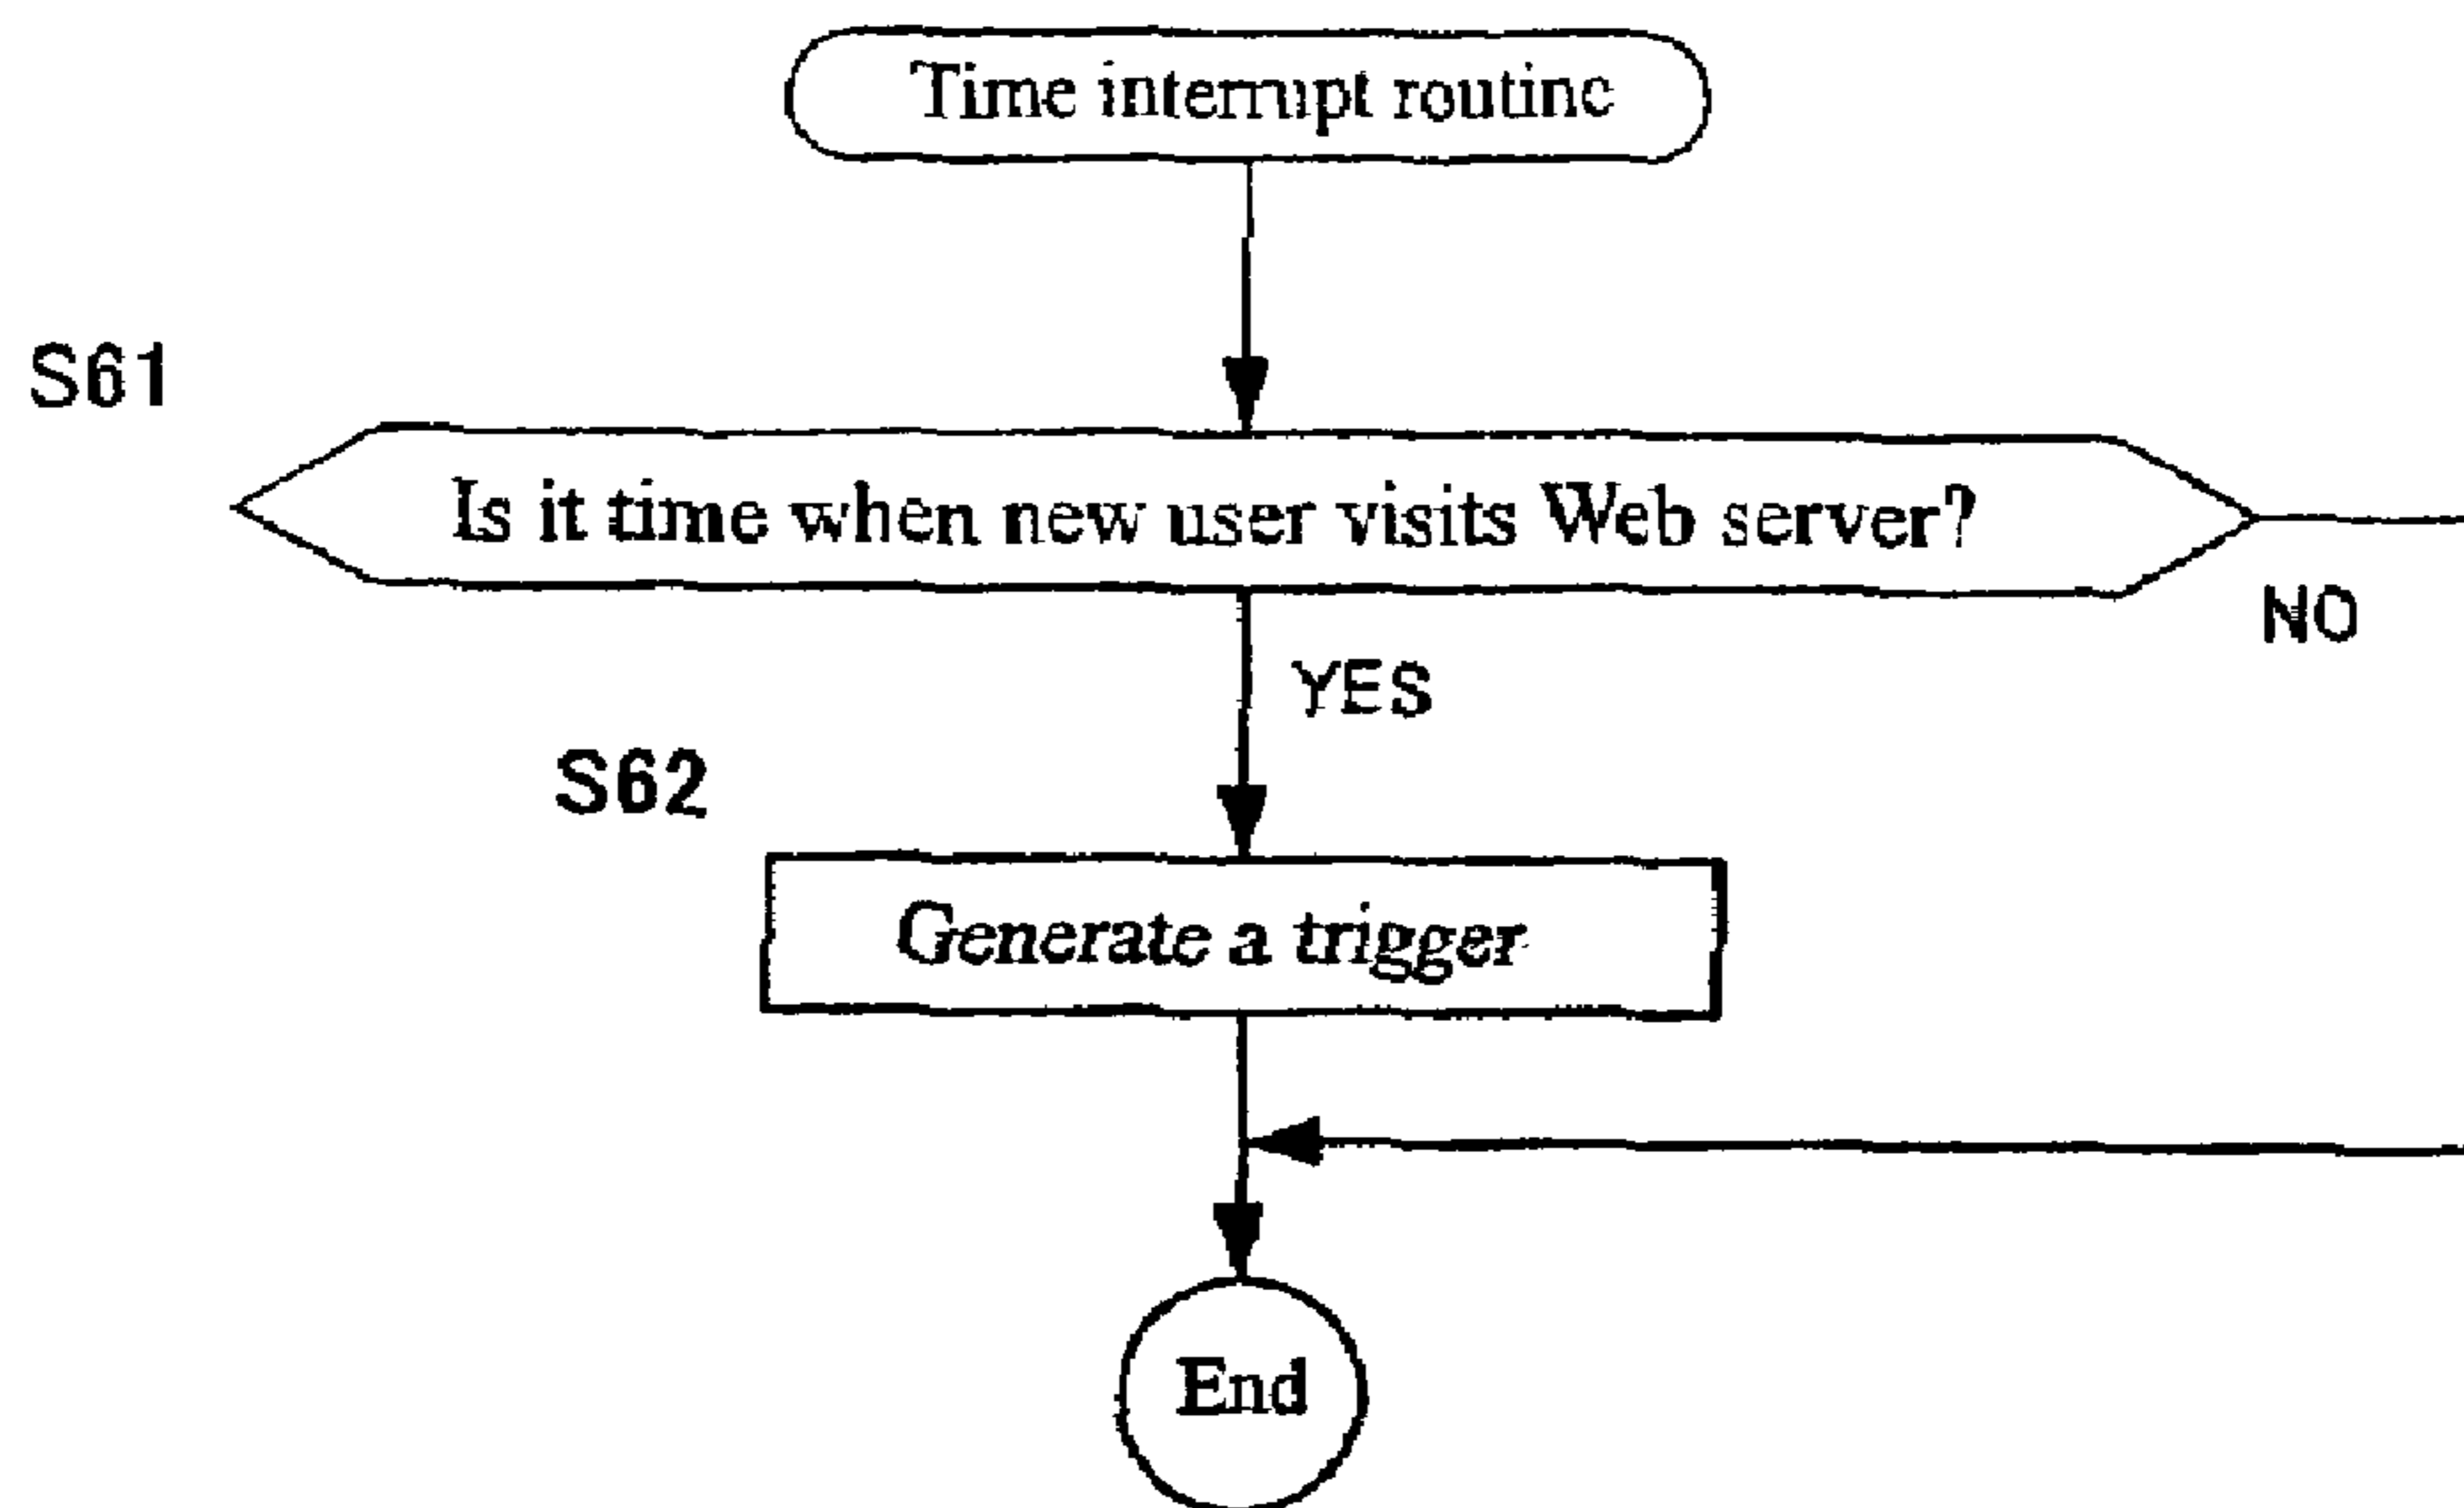 Time interrupt routine
S61
Is it time when new user visits Web server?
NO
YES
S62
Generate a trigger
End